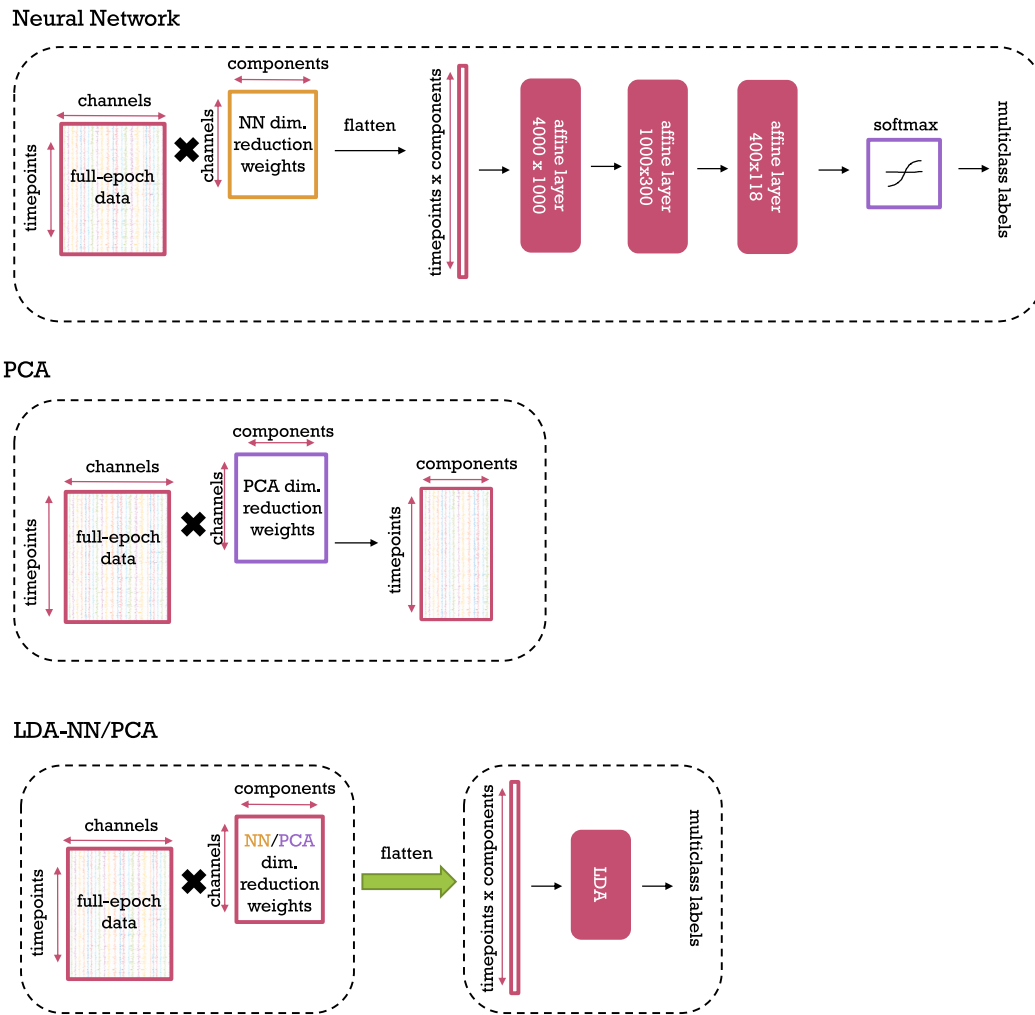 Neural Network
components
channels
channels
NN dim.
reduction
weights
flatten
timepoints
full-epoch
data
timepoints x components
affine layer
4000 x 1000
affine layer
1000x300
affine layer
400x118
softmax
multiclass labels
PCA
components
channels
channels
PCA dim.
reduction
weights
components
timepoints
full-epoch
data
timepoints
LDA-NN/PCA
components
channels
channels
NN/PCA
dim.
reduction
weights
flatten
timepoints
full-epoch
data
timepoints x components
LDA
multiclass labels